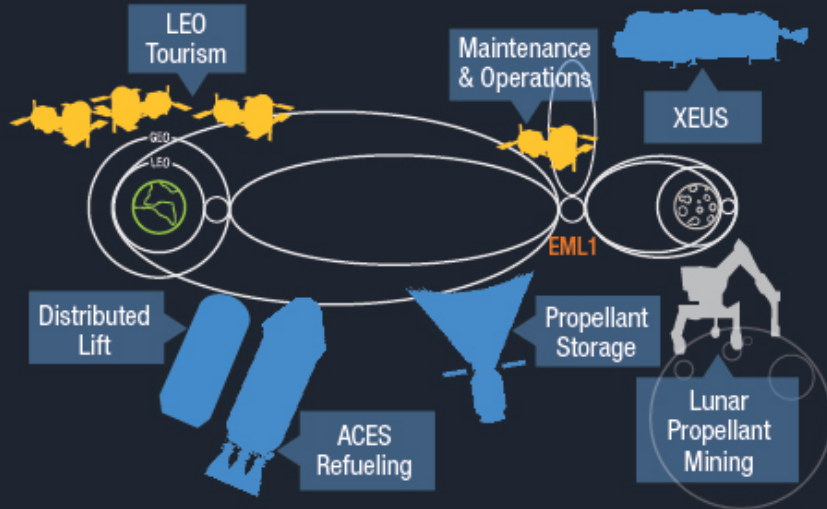 LEO
Tourism
Maintenance
& Operations
XEUS
GEO
LEO
EML1
Distributed
Lift
Propellant
Storage
ACES
Refueling
Lunar
Propellant
Mining